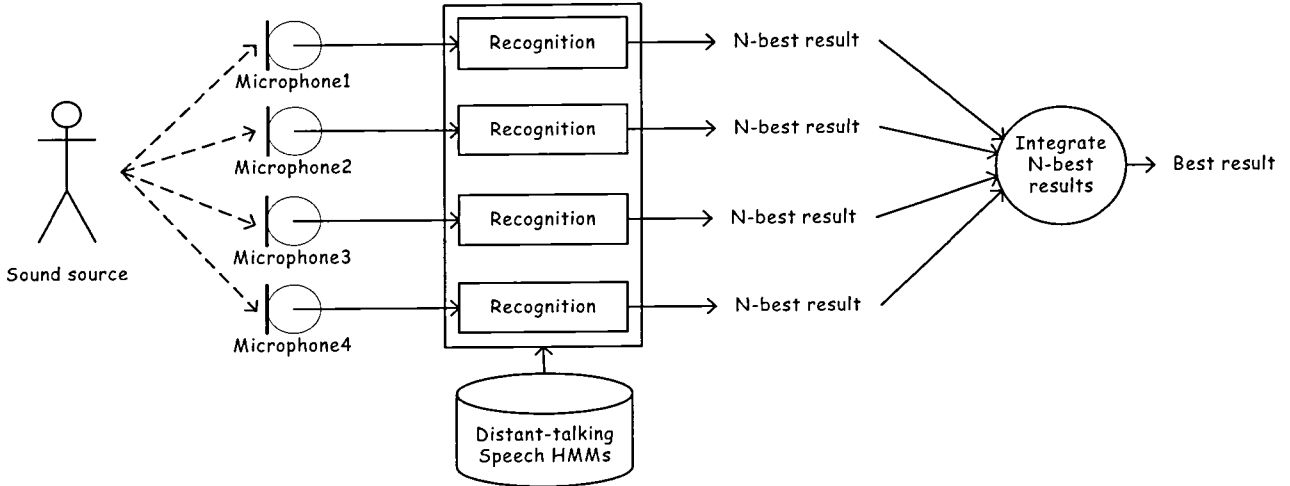 Recognition
N-best result
Microphone1
Recognition
N-best result
Microphone2
Integrate
N-best
results
Best result
Recognition
N-best result
Microphone3
Sound source
Recognition
N-best result
Microphone4
Distant-talking
Speech HMMs